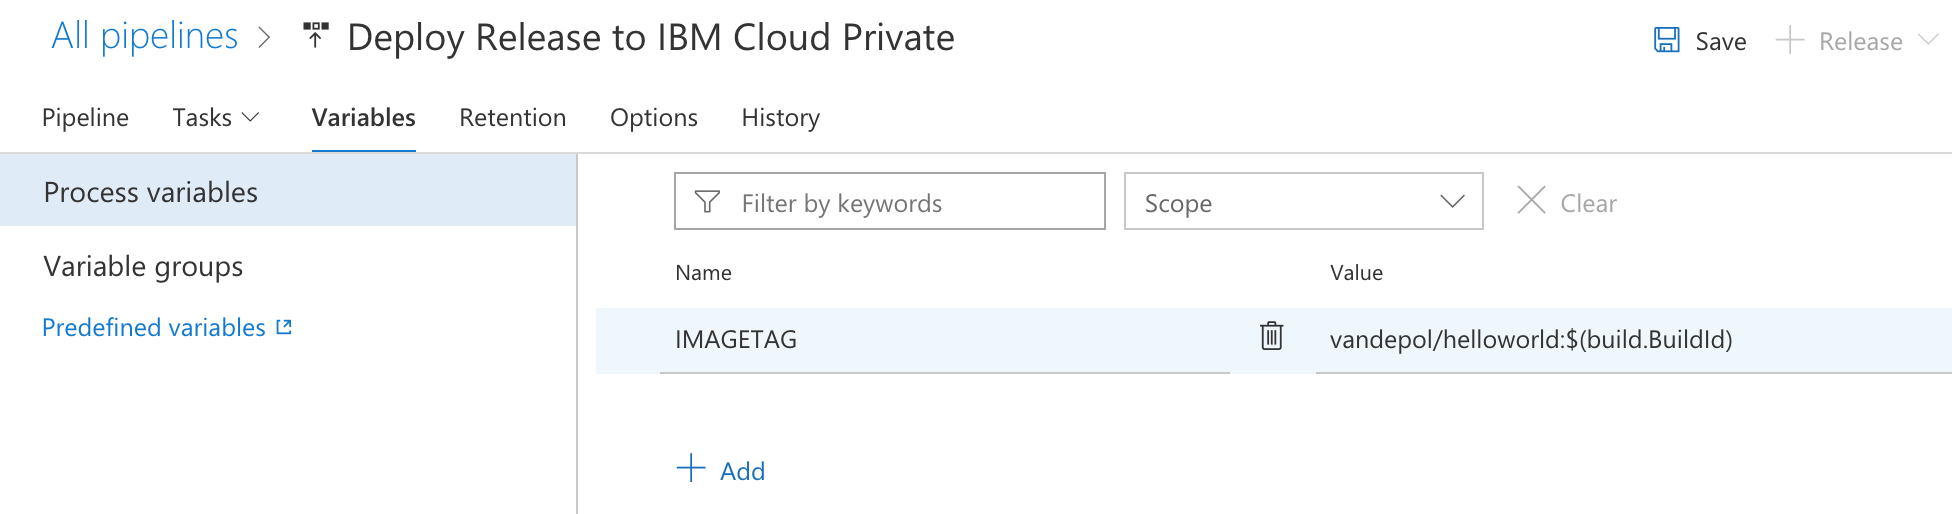 All pipelines > Deploy Release to IBM Cloud Private
Save + Release
Pipeline Tasks Variables Retention Options History
Process variables
Variable groups
Predefined variables
Filter by keywords Scope Clear
Name Value
IMAGETAG vandepol/helloworld:$(build.BuildId)
+ Add